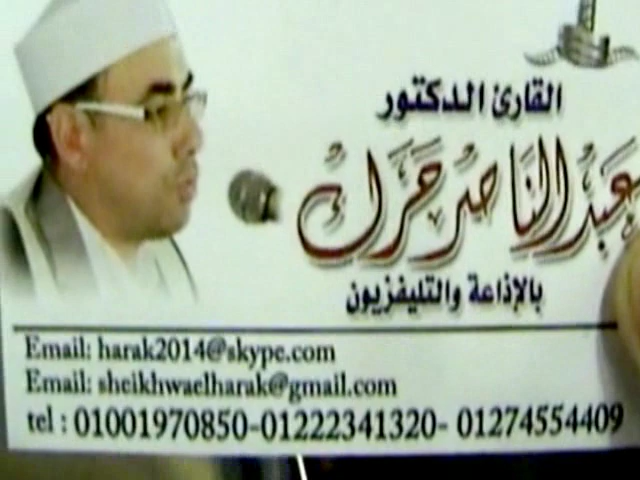 القارئ الدكتور
عبد الناصر حرك
بالإذاعة والتليفزيون
Email: harak2014@skype.com
Email: sheikhwaelharak@gmail.com
tel : 01001970850-01222341320- 01274554409